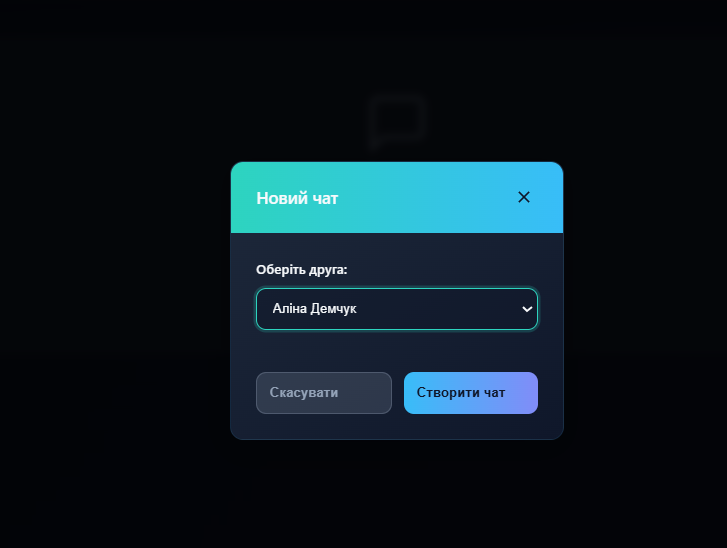 Новий чат
Оберіть друга:
Аліна Демчук
Скасувати
Створити чат